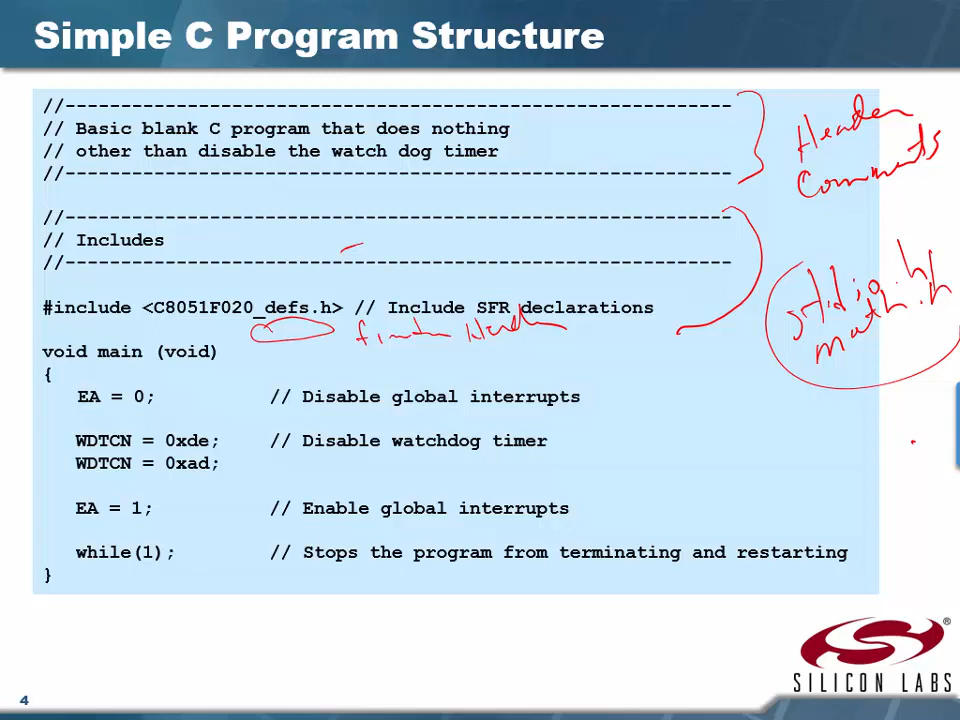 Simple C Program Structure
//------------------------------------------------------------
// Basic blank C program that does nothing
// other than disable the watch dog timer
//------------------------------------------------------------
Header
Comments
//------------------------------------------------------------
// Includes
//------------------------------------------------------------
#include <C8051F020_defs.h> // Include SFR declarations
stdio.h
math.h
Header
void main (void)
{
EA = 0; // Disable global interrupts
WDTCN = 0xde; // Disable watchdog timer
WDTCN = 0xad;
EA = 1; // Enable global interrupts
while(1); // Stops the program from terminating and restarting
}
SILICON LABS
®
4